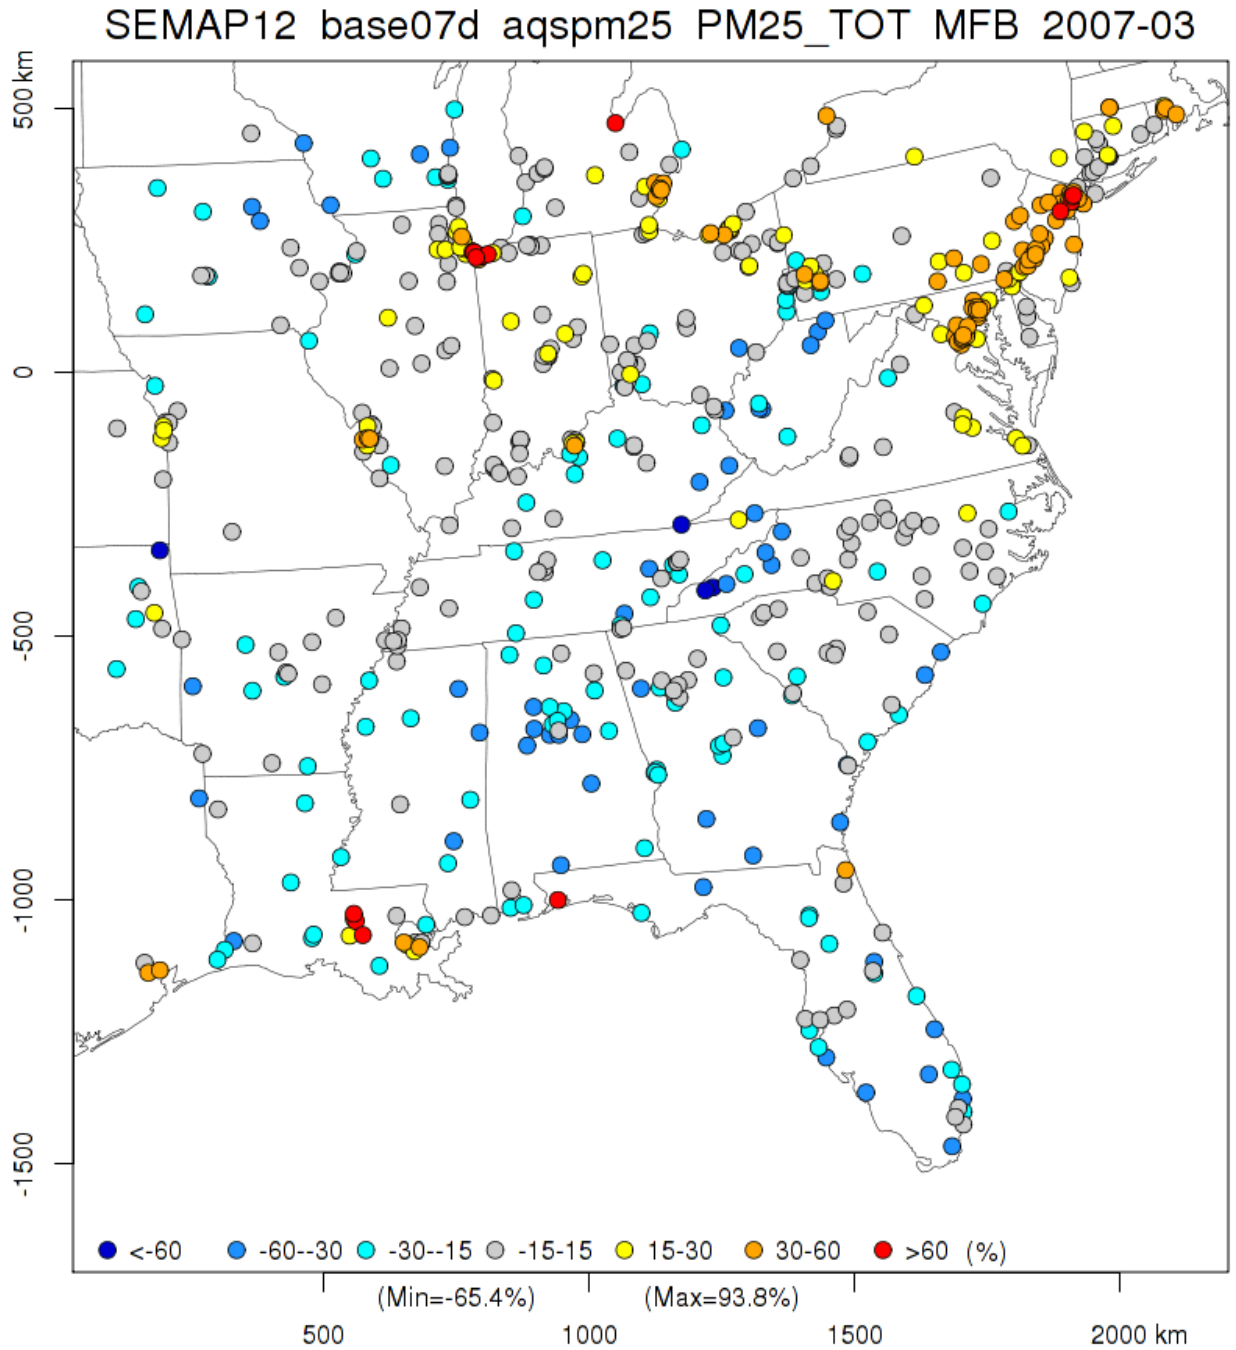 SEMAP12 base07d aqspm25 PM25_TOT MFB 2007-03
500 km
0
-500
-1000
-1500
<-60 -60--30 -30--15 -15-15 15-30 30-60 >60 (%)
(Min=-65.4%) (Max=93.8%)
500 1000 1500 2000 km